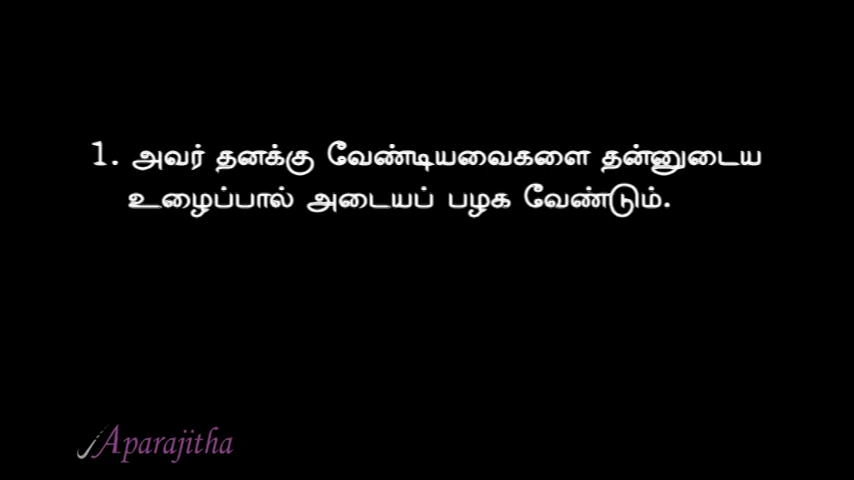 1. அவர் தனக்கு வேண்டியவைகளை தன்னுடைய
உழைப்பால் அடையப் பழக வேண்டும்.
Aparajitha